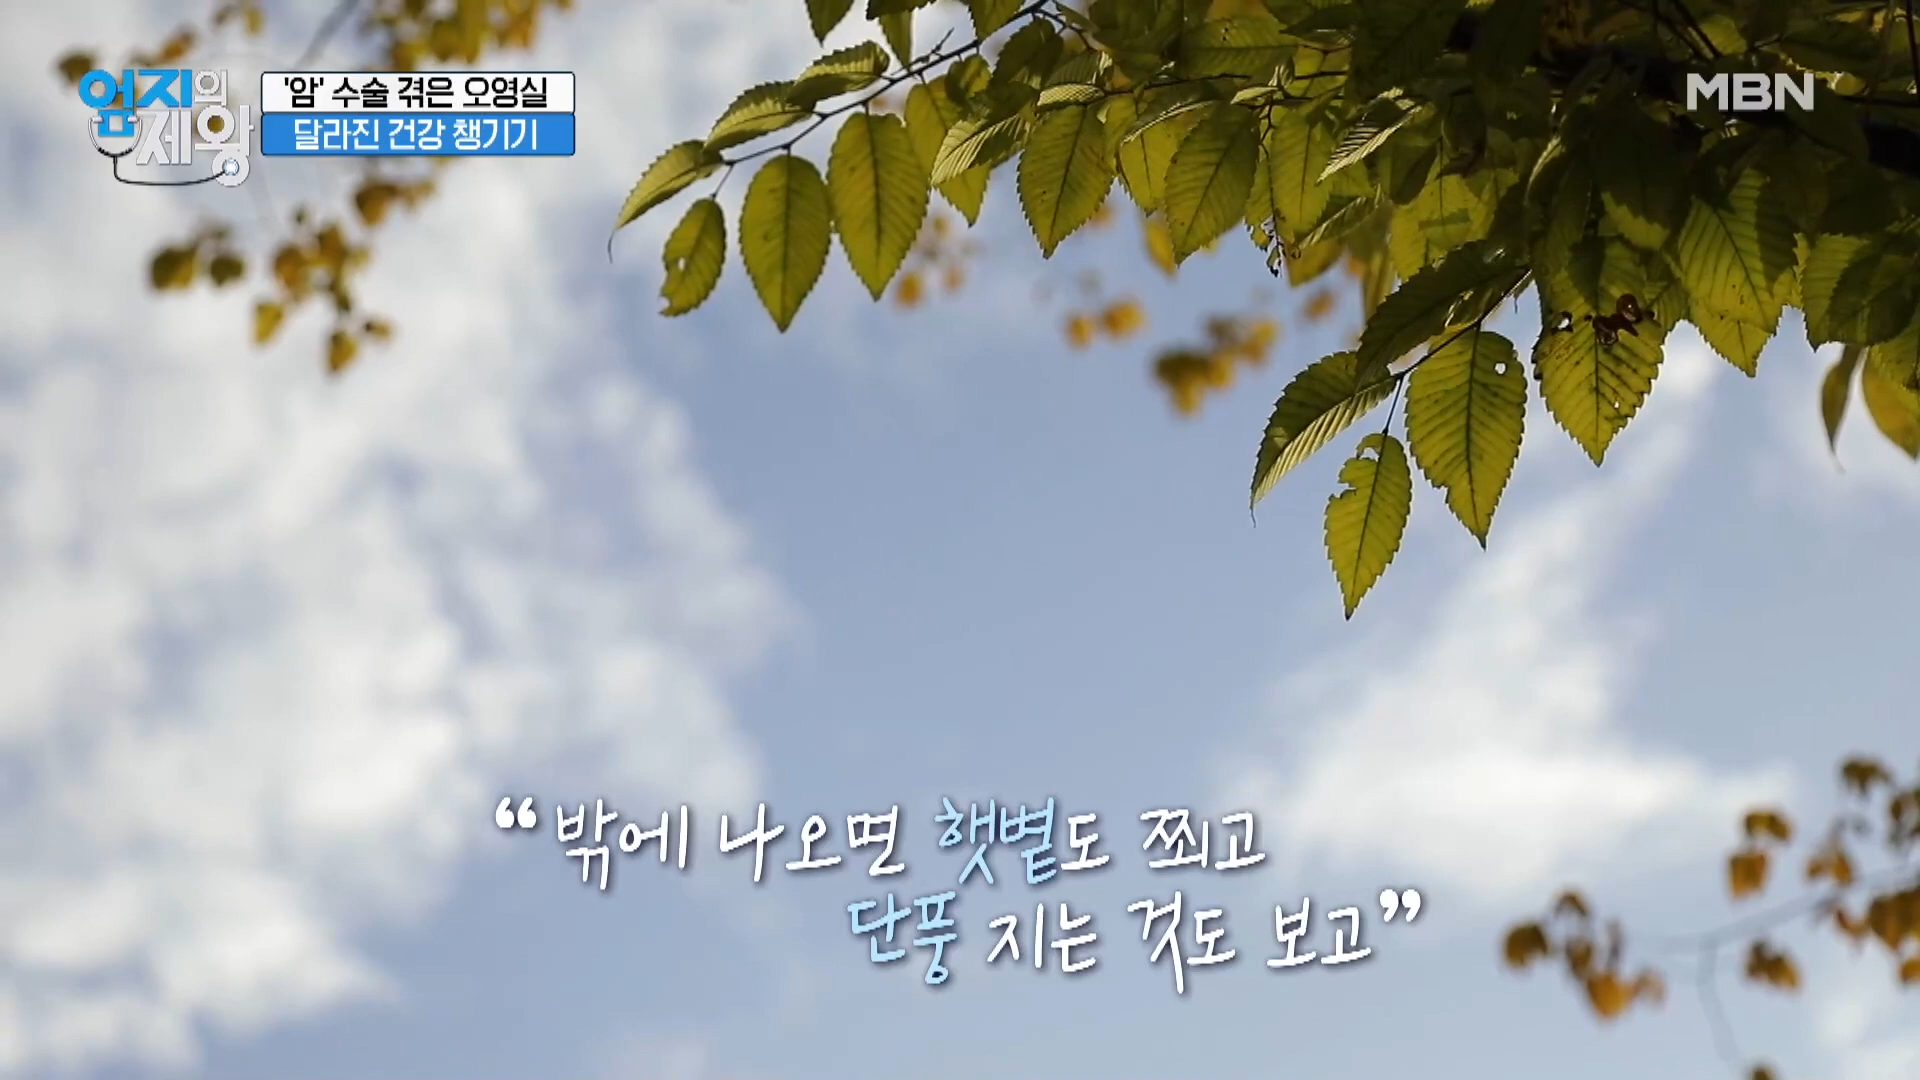 엄지의 제왕
'암' 수술 겪은 오영실
달라진 건강 챙기기
MBN
“밖에 나오면 햇볕도 쬐고
단풍 지는 것도 보고”